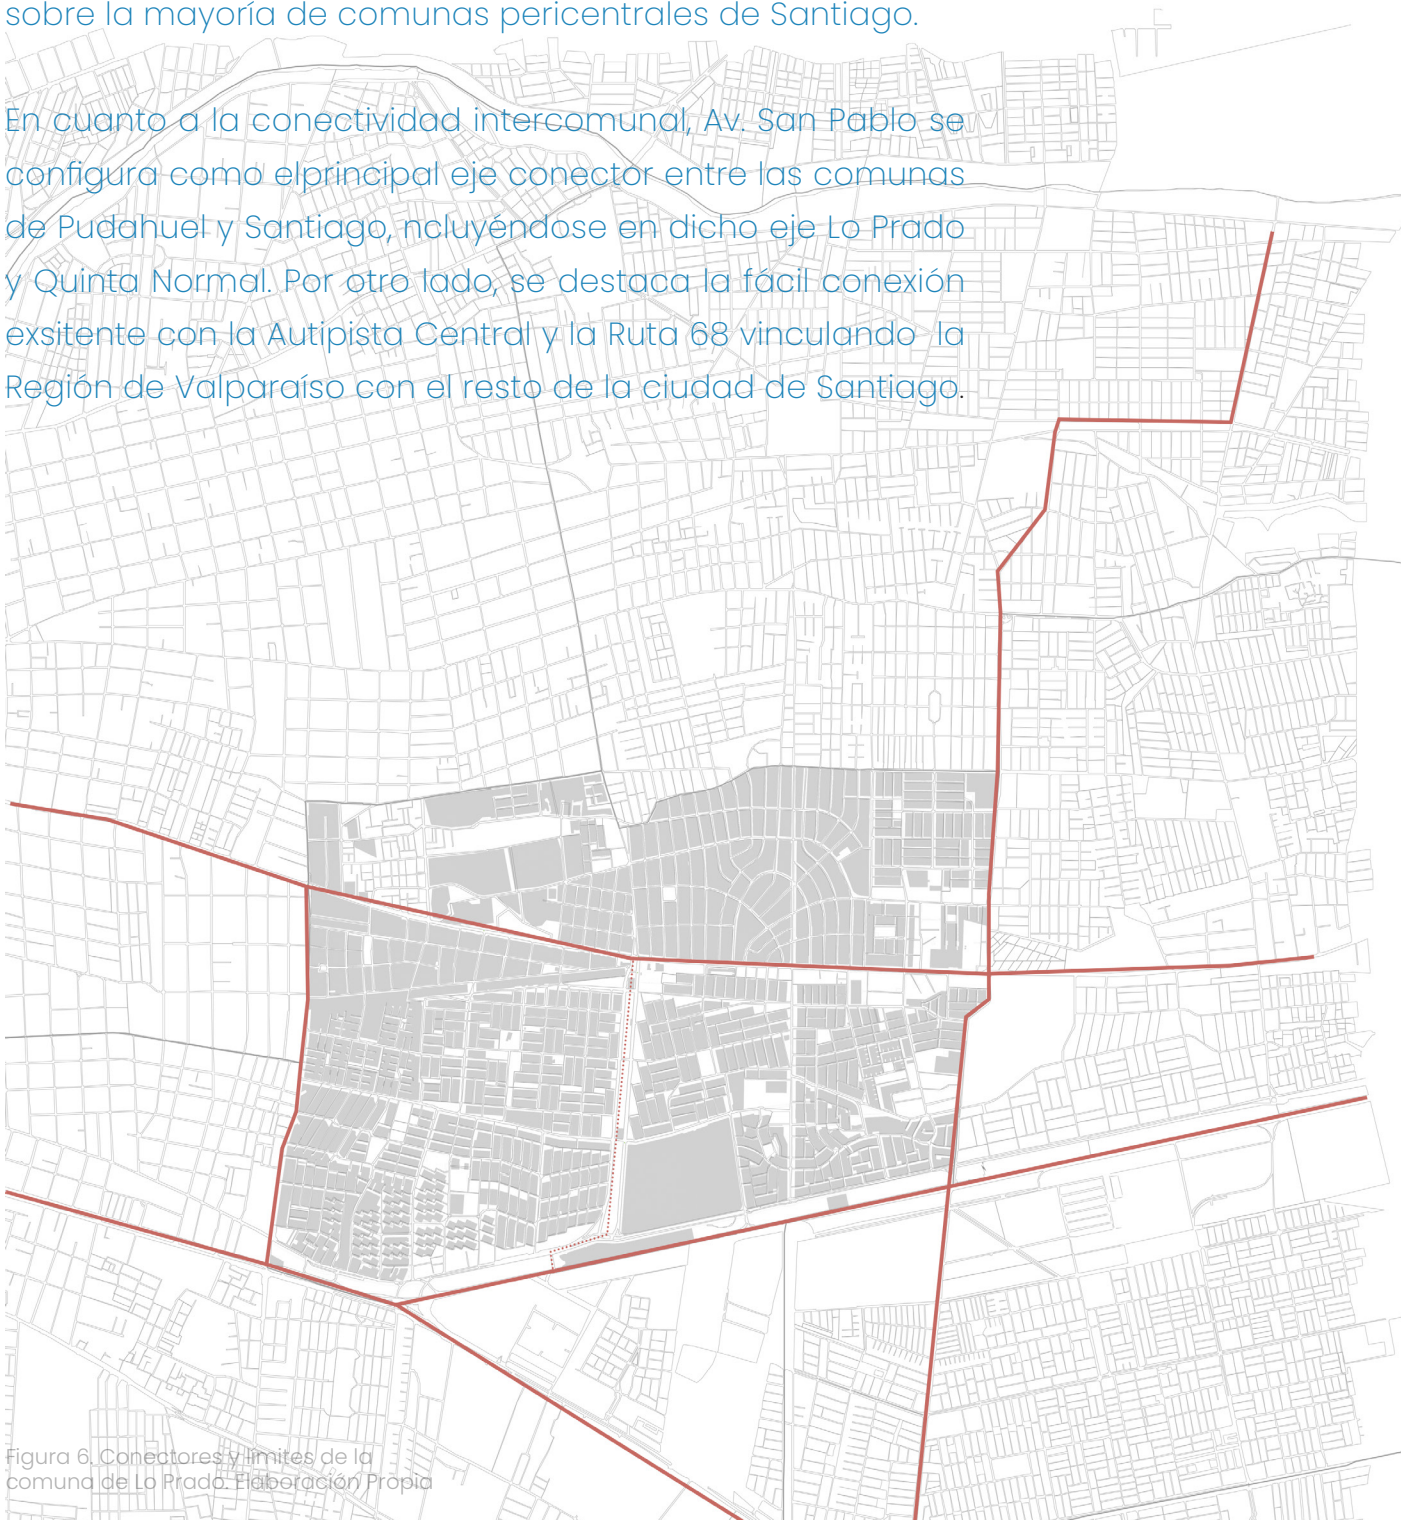 sobre la mayoría de comunas pericentrales de Santiago.
En cuanto a la conectividad intercomunal, Av. San Pablo se
configura como elprincipal eje conector entre las comunas
de Pudahuel y Santiago, ncluyéndose en dicho eje Lo Prado
y Quinta Normal. Por otro lado, se destaca la fácil conexión
exsitente con la Autipista Central y la Ruta 68 vinculando la
Región de Valparaíso con el resto de la ciudad de Santiago.
Figura 6. Conectores y límites de la
comuna de Lo Prado. Elaboración Propia